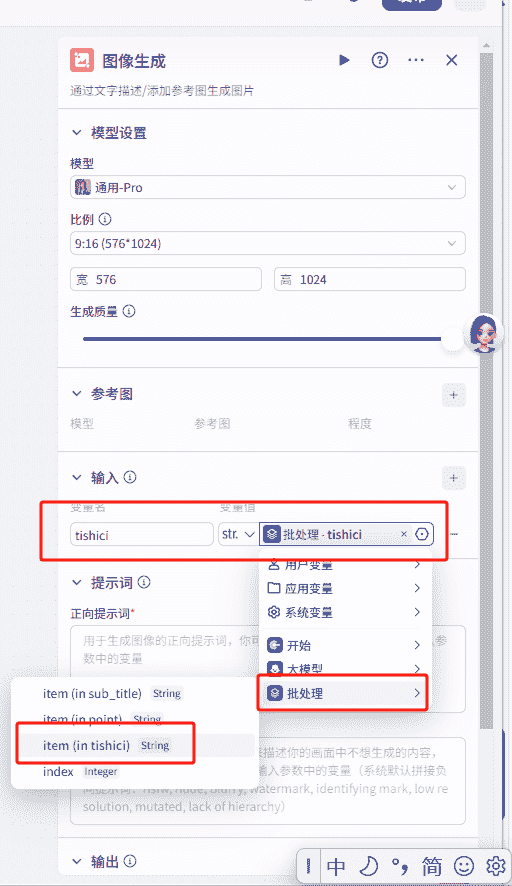 图像生成
通过文字描述/添加参考图生成图片
模型设置
模型
通用-Pro
比例
9:16 (576*1024)
宽 576
高 1024
生成质量
参考图
模型 参考图 程度
输入
变量名 变量值
tishici str. 批处理 - tishici
用户变量
应用变量
系统变量
开始
大模型
批处理
提示词
正向提示词*
用于生成图像的正向提示词，你可
数中的变量
item (in sub_title) String
item (in point) String
item (in tishici) String
index Integer
描述你的画面中不想生成的内容，
输入参数中的变量（系统默认拼接负
向提示词：nsfw, nude, blurry, watermark, identifying mark, low re
solution, mutated, lack of hierarchy）
输出
中 简